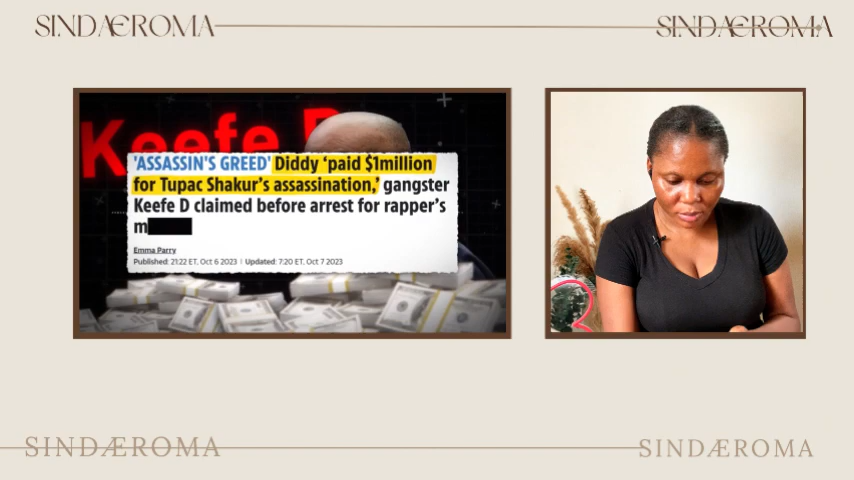 SINDÆROMA
SINDÆROMA
Keefe D
'ASSASSIN'S GREED' Diddy ‘paid $1million
for Tupac Shakur’s assassination,’ gangster
Keefe D claimed before arrest for rapper’s
m
Emma Parry
Published: 21:22 ET, Oct 6 2023 | Updated: 7:20 ET, Oct 7 2023
SINDÆROMA
SINDÆROMA